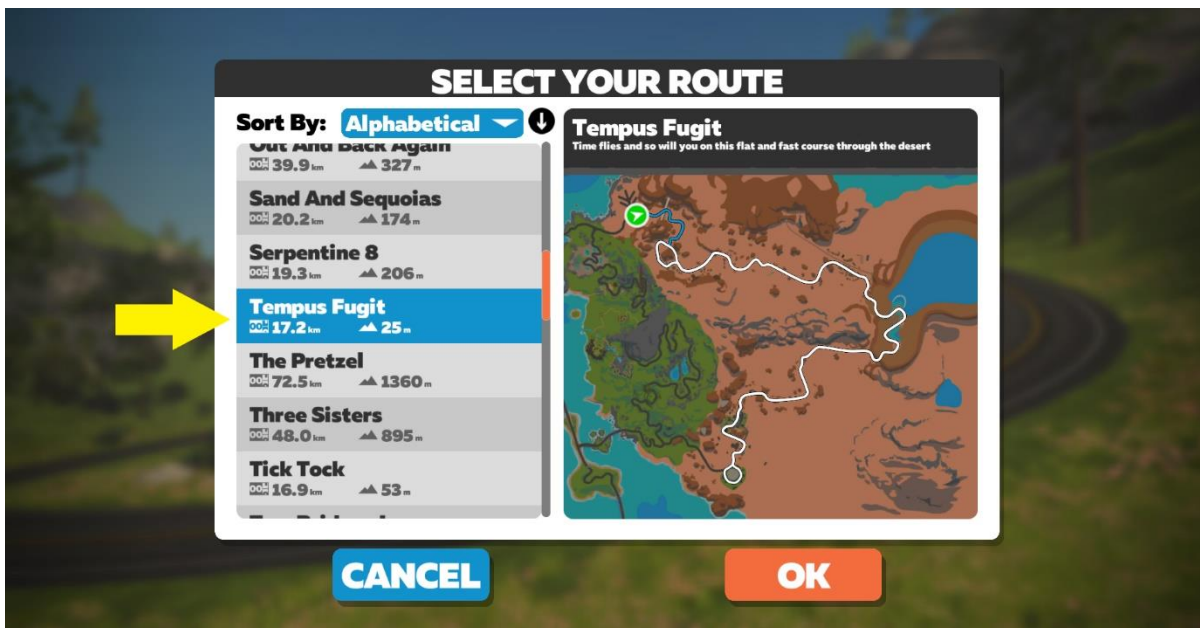 SELECT YOUR ROUTE
Sort By: Alphabetical
Out And Back Again
39.9 km 327 m
Sand And Sequoias
20.2 km 174 m
Serpentine 8
19.3 km 206 m
Tempus Fugit
17.2 km 25 m
The Pretzel
72.5 km 1360 m
Three Sisters
48.0 km 895 m
Tick Tock
16.9 km 53 m
Tempus Fugit
Time flies and so will you on this flat and fast course through the desert
CANCEL
OK